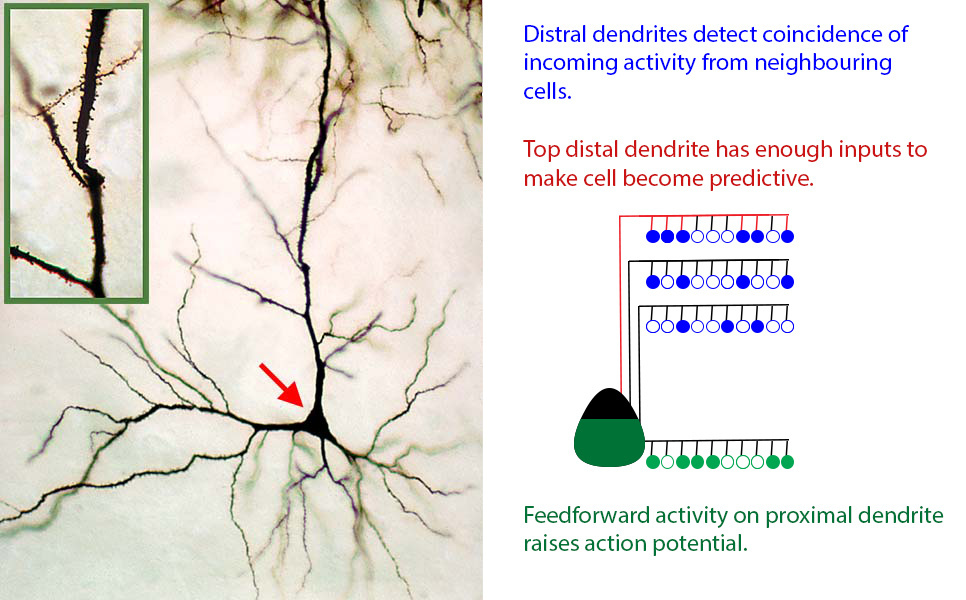 Distral dendrites detect coincidence of
incoming activity from neighbouring
cells.
Top distal dendrite has enough inputs to
make cell become predictive.
Feedforward activity on proximal dendrite
raises action potential.